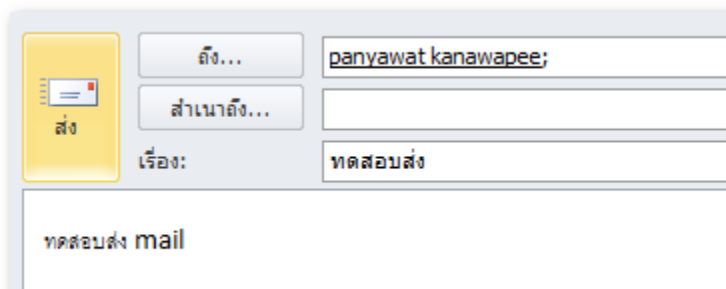 ถึง...
panyawat kanawapee;
ส่ง
สำเนาถึง...
เรื่อง:
ทดสอบส่ง
ทดสอบส่ง mail